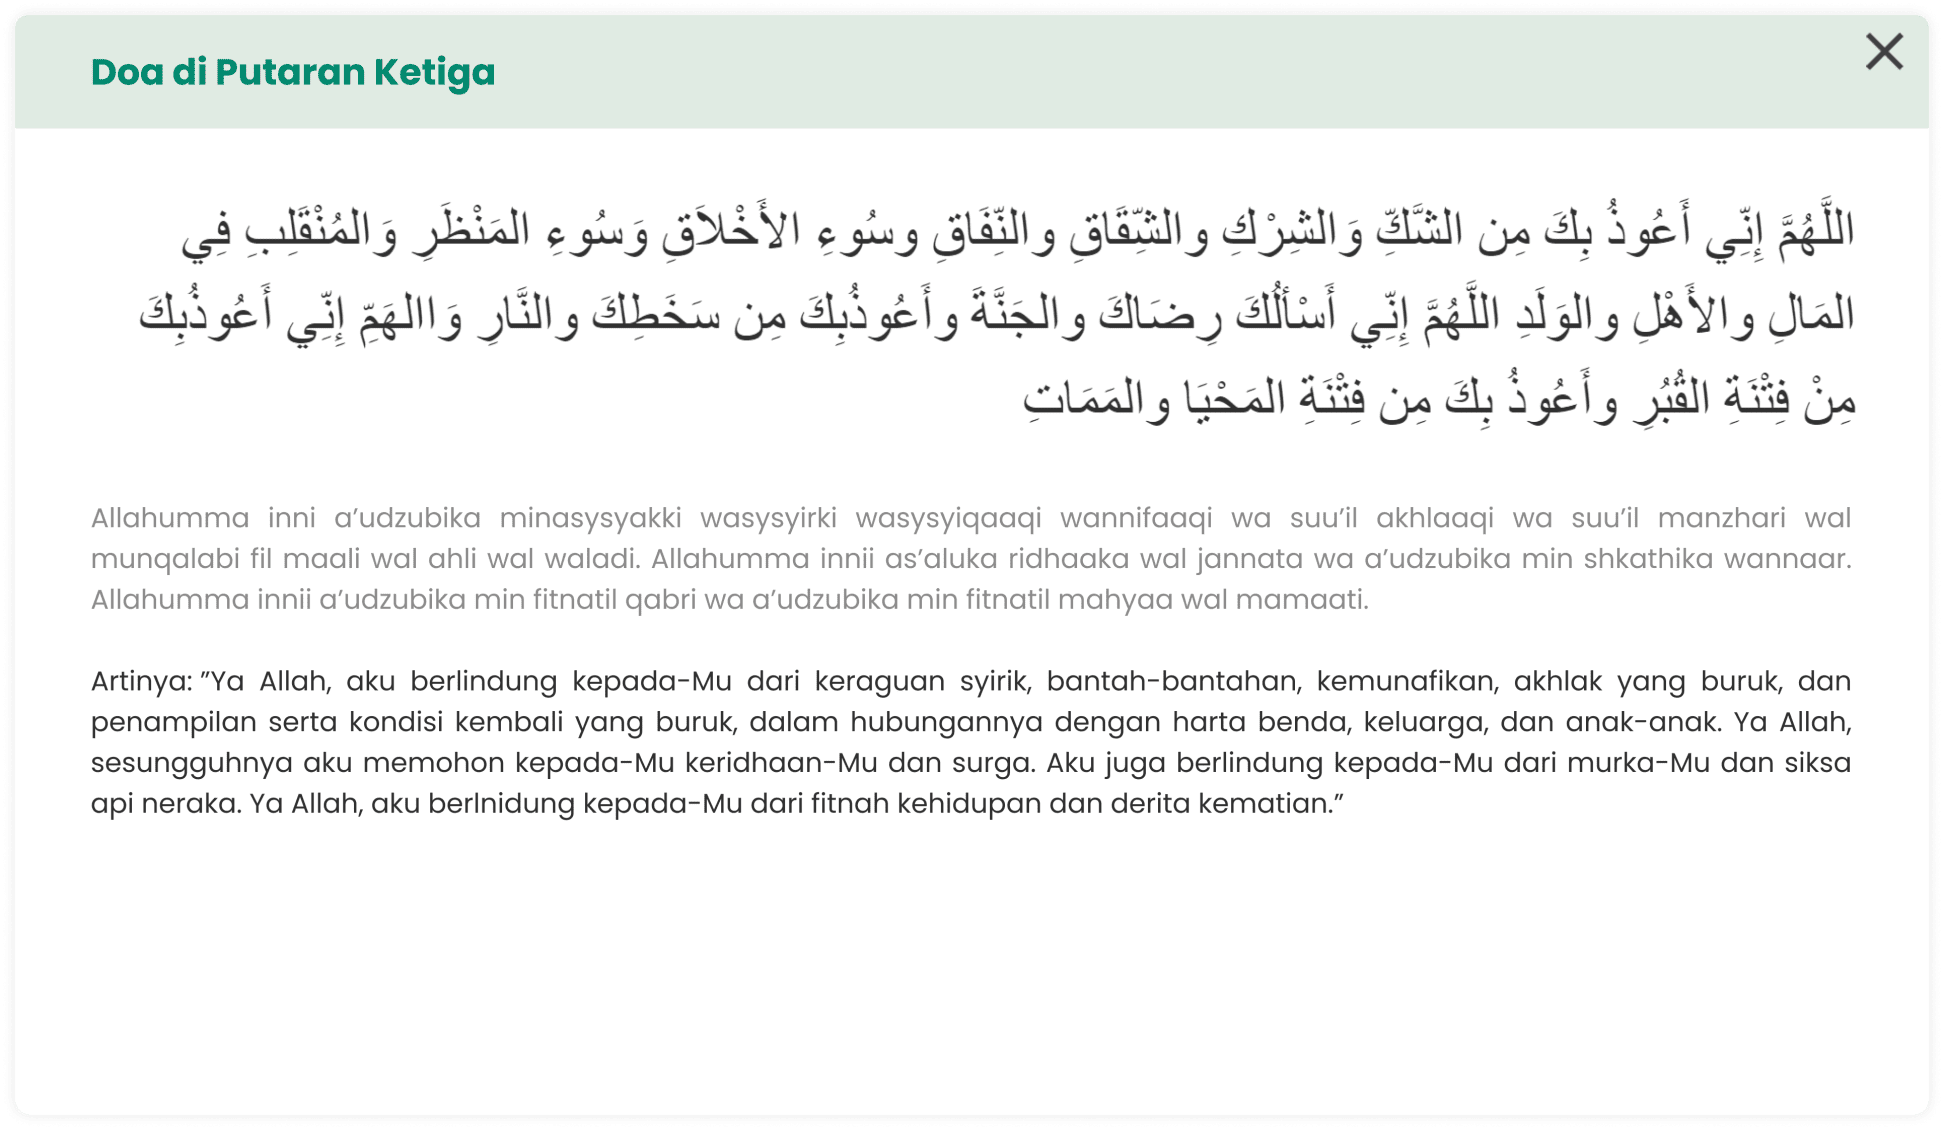 Doa di Putaran Ketiga
اللَّهُمَّ إِنِّي أَعُوذُ بِكَ مِن الشَّكِّ وَالشِرْكِ والشِّقَاقِ والنِّفَاقِ وسُوءِ الأَخْلاَقِ وَسُوءِ المَنْظَرِ وَالمُنْقَلِبِ فِي
المَالِ والأَهْلِ والوَلَدِ اللَّهُمَّ إِنِّي أَسْأَلُكَ رِضَاكَ والجَنَّةَ وأَعُوذُبِكَ مِن سَخَطِكَ والنَّارِ وَاالهَمِّ إِنِّي أَعُوذُبِكَ
مِنْ فِتْنَةِ القُبُرِ وأَعُوذُ بِكَ مِن فِتْنَةِ المَحْيَا والمَمَاتِ
Allahumma inni a’udzubika minasysyakki wasysyirki wasysyiqaaqi wannifaaqi wa suu’il akhlaaqi wa suu’il manzhari wal
munqalabi fil maali wal ahli wal waladi. Allahumma innii as’aluka ridhaaka wal jannata wa a’udzubika min shkathika wannaar.
Allahumma innii a’udzubika min fitnatil qabri wa a’udzubika min fitnatil mahyaa wal mamaati.
Artinya: ”Ya Allah, aku berlindung kepada-Mu dari keraguan syirik, bantah-bantahan, kemunafikan, akhlak yang buruk, dan
penampilan serta kondisi kembali yang buruk, dalam hubungannya dengan harta benda, keluarga, dan anak-anak. Ya Allah,
sesungguhnya aku memohon kepada-Mu keridhaan-Mu dan surga. Aku juga berlindung kepada-Mu dari murka-Mu dan siksa
api neraka. Ya Allah, aku berlnidung kepada-Mu dari fitnah kehidupan dan derita kematian.”